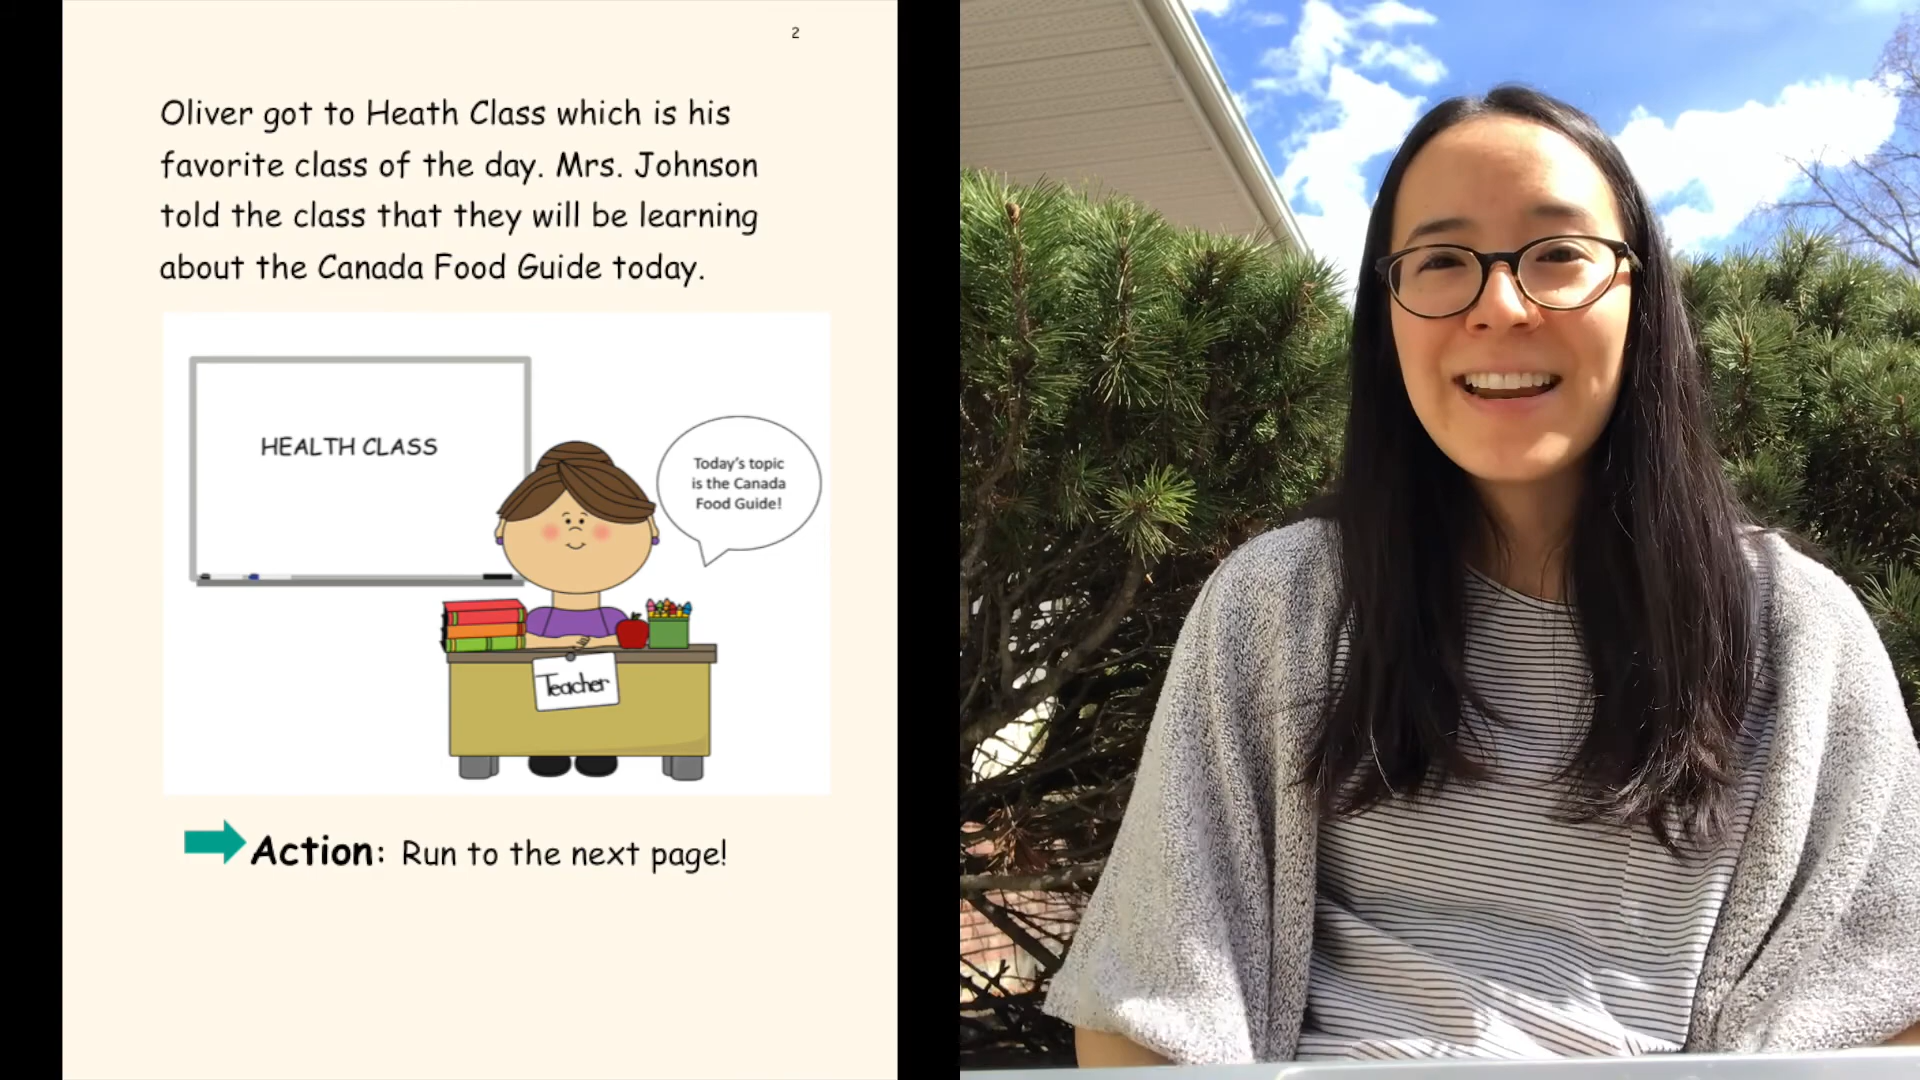 2
Oliver got to Heath Class which is his
favorite class of the day. Mrs. Johnson
told the class that they will be learning
about the Canada Food Guide today.
HEALTH CLASS
Today's topic
is the Canada
Food Guide!
Teacher
Action: Run to the next page!